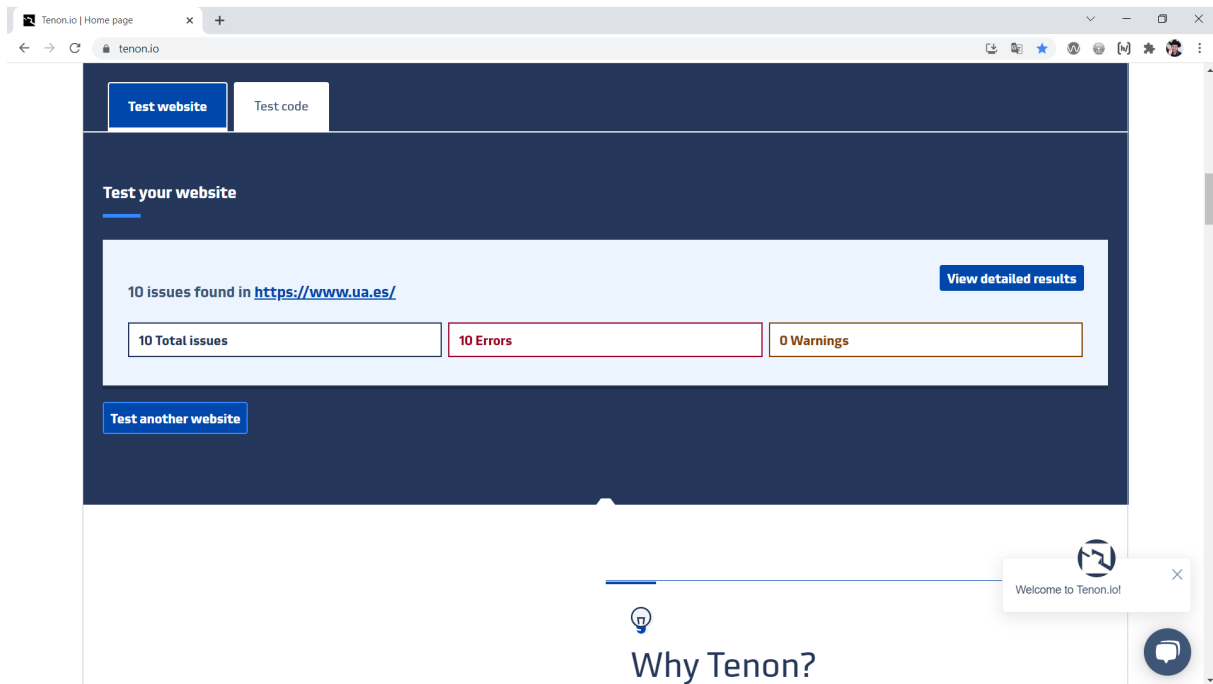 Tenon.io | Home page
tenon.io
Test website
Test code
Test your website
10 issues found in https://www.ua.es/
View detailed results
10 Total issues
10 Errors
0 Warnings
Test another website
Welcome to Tenon.io!
Why Tenon?